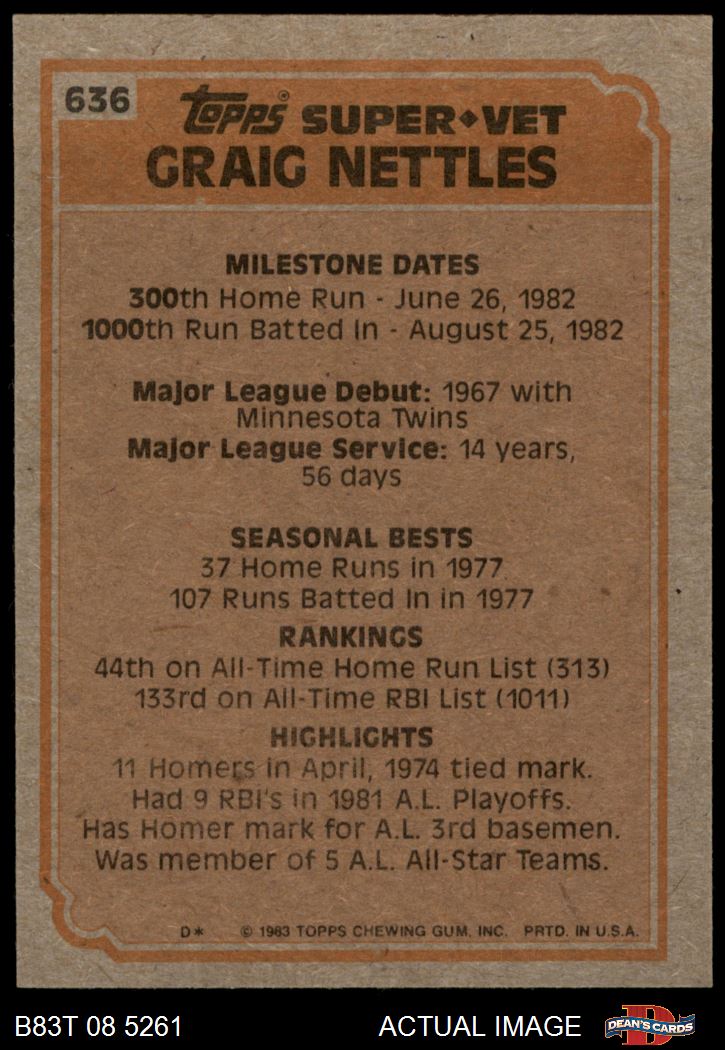 636
Topps® SUPER♦VET
GRAIG NETTLES
MILESTONE DATES
300th Home Run - June 26, 1982
1000th Run Batted In - August 25, 1982
Major League Debut: 1967 with
Minnesota Twins
Major League Service: 14 years,
56 days
SEASONAL BESTS
37 Home Runs in 1977
107 Runs Batted In in 1977
RANKINGS
44th on All-Time Home Run List (313)
133rd on All-Time RBI List (1011)
HIGHLIGHTS
11 Homers in April, 1974 tied mark.
Had 9 RBI's in 1981 A.L. Playoffs.
Has Homer mark for A.L. 3rd basemen.
Was member of 5 A.L. All-Star Teams.
D* © 1983 TOPPS CHEWING GUM, INC. PRTD. IN U.S.A.
B83T 08 5261 ACTUAL IMAGE D DEAN'S CARDS